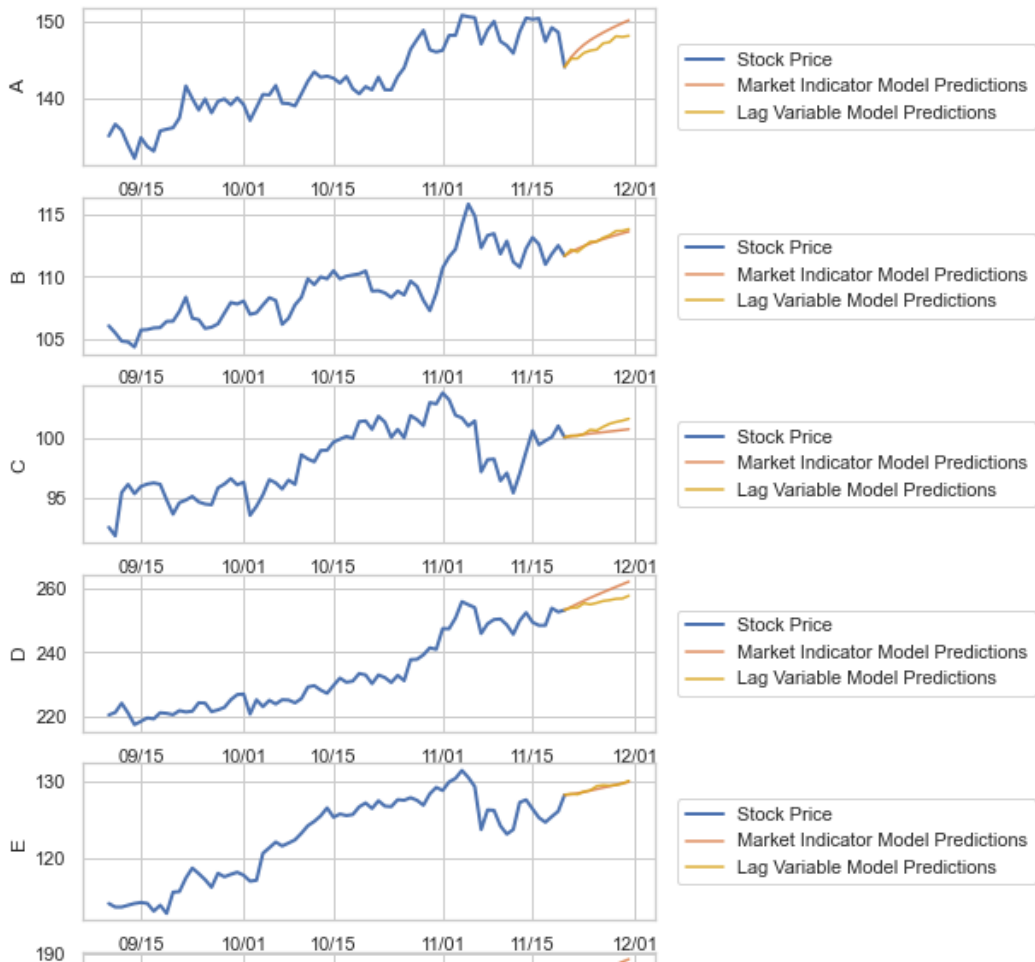 150
A
140
Stock Price
Market Indicator Model Predictions
Lag Variable Model Predictions
09/15 10/01 10/15 11/01 11/15 12/01
115
B
110
105
Stock Price
Market Indicator Model Predictions
Lag Variable Model Predictions
09/15 10/01 10/15 11/01 11/15 12/01
100
C
95
Stock Price
Market Indicator Model Predictions
Lag Variable Model Predictions
09/15 10/01 10/15 11/01 11/15 12/01
260
D
240
220
Stock Price
Market Indicator Model Predictions
Lag Variable Model Predictions
09/15 10/01 10/15 11/01 11/15 12/01
130
E
120
Stock Price
Market Indicator Model Predictions
Lag Variable Model Predictions
09/15 10/01 10/15 11/01 11/15 12/01
190